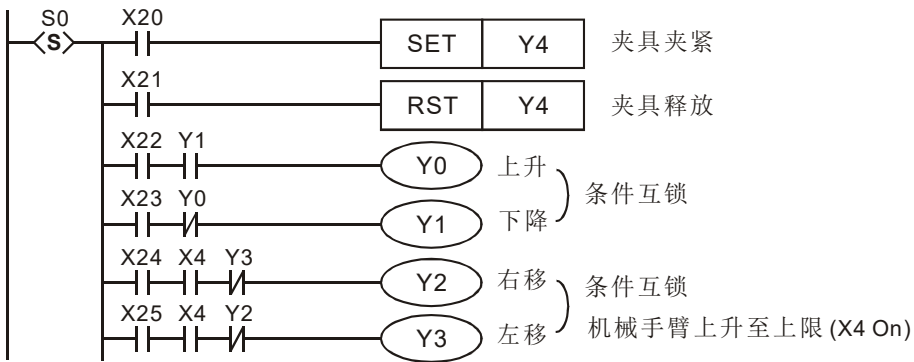 S0
S
X20
SET Y4 夹具夹紧
X21
RST Y4 夹具释放
X22 Y1
Y0 上升
条件互锁
X23 Y0
Y1 下降
X24 X4 Y3
Y2 右移
条件互锁
X25 X4 Y2
Y3 左移
机械手臂上升至上限 (X4 On)